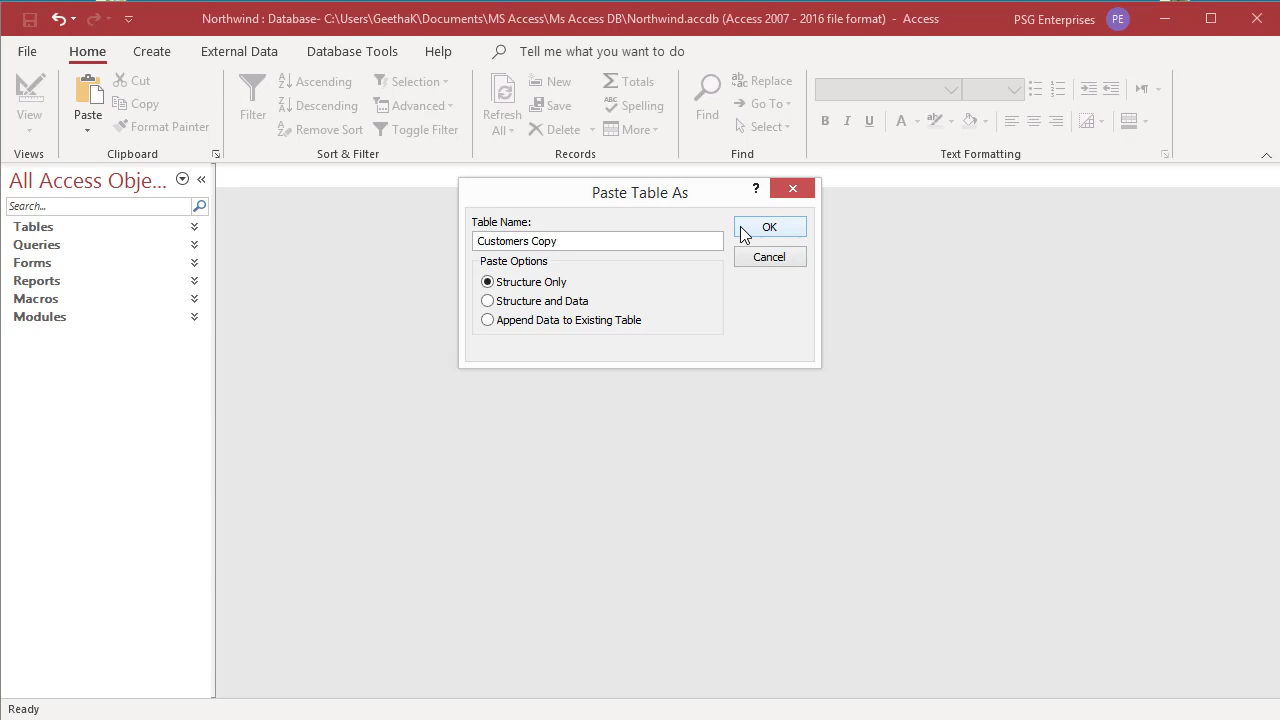 Northwind : Database- C:\Users\GeethaK\Documents\MS Access\Ms Access DB\Northwind.accdb (Access 2007 - 2016 file format) - Access
PSG Enterprises PE
File Home Create External Data Database Tools Help Tell me what you want to do
View
Views
Paste
Cut
Copy
Format Painter
Clipboard
Filter
Ascending
Descending
Selection
Advanced
ToggleFilter
Sort & Filter
Refresh
All
New
Save
Delete
Totals
Spelling
More
Records
Find
Replace
Go To
Select
Find
B I U A
Text Formatting
All Access Obje...
Search...
Tables
Queries
Forms
Reports
Macros
Modules
Paste Table As
?
Table Name:
Customers Copy
Paste Options
Structure Only
Structure and Data
Append Data to Existing Table
OK
Cancel
Ready